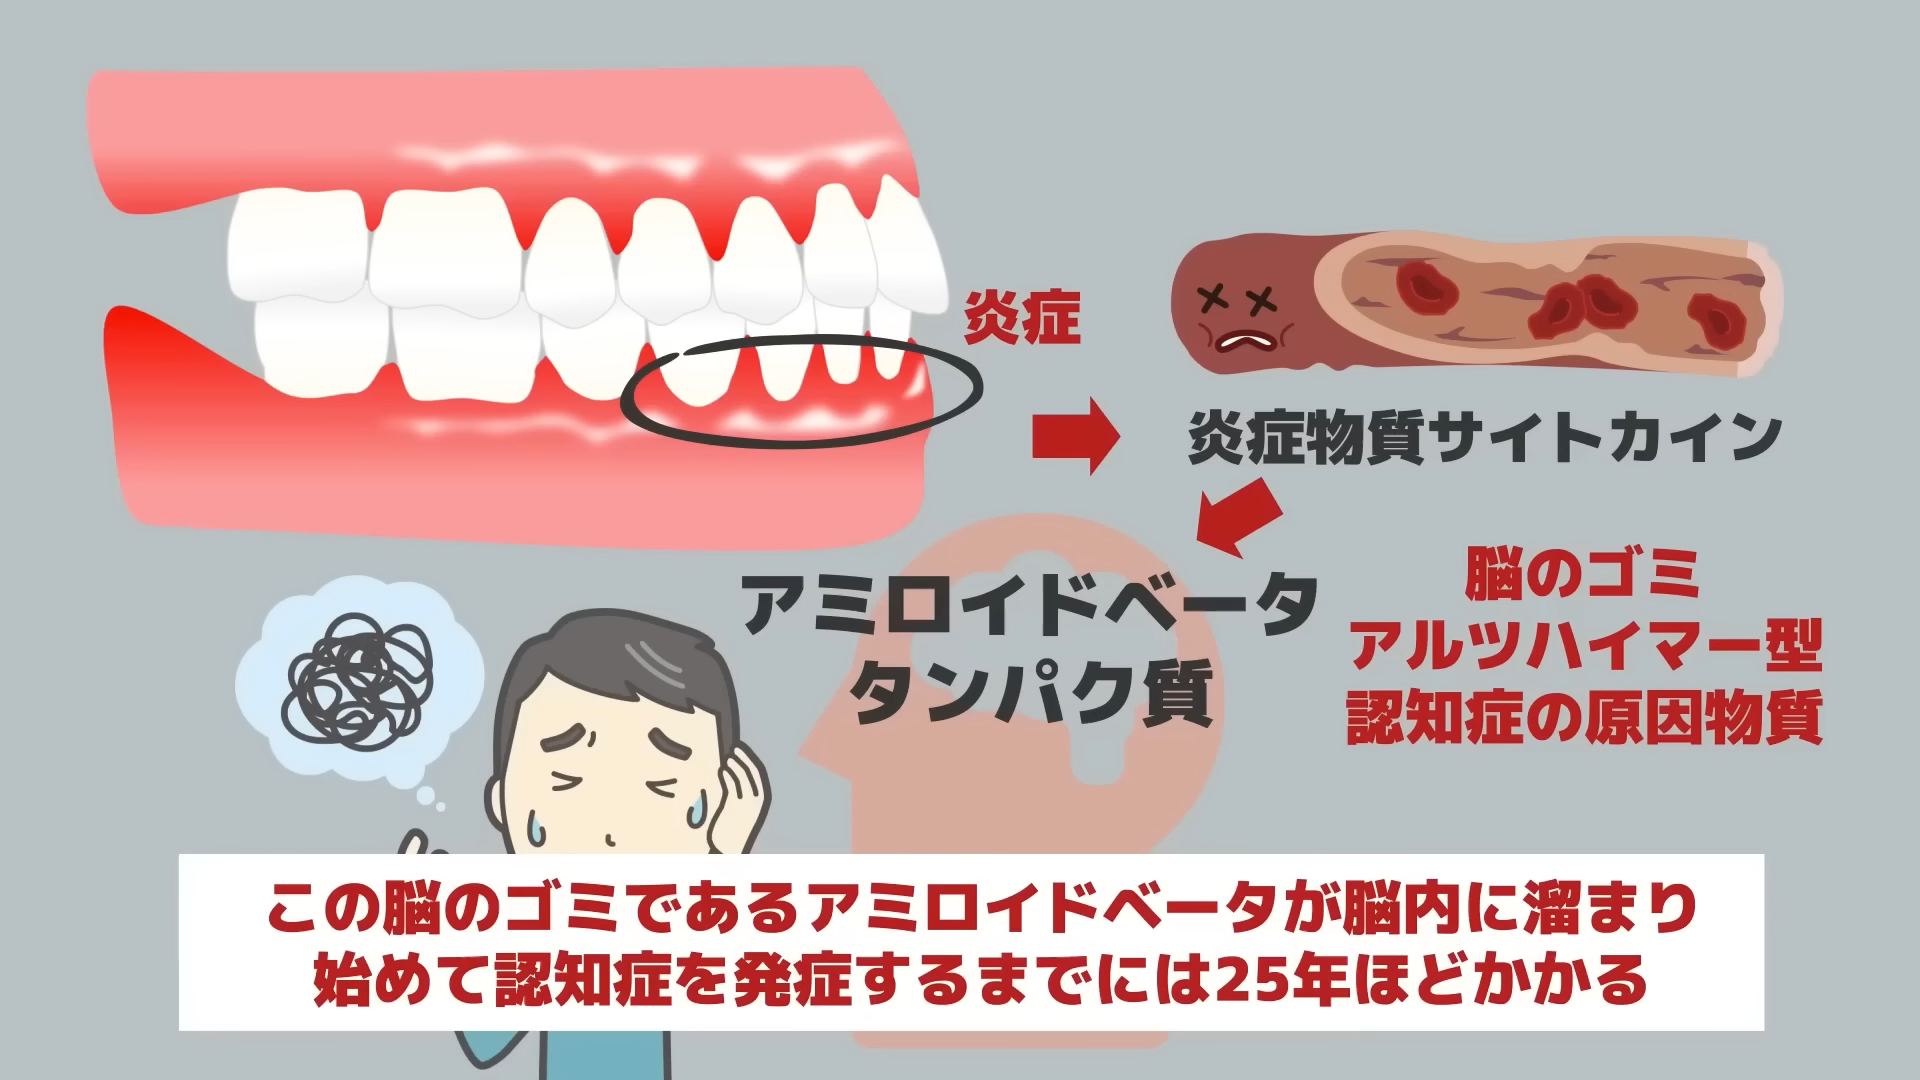 炎症
炎症物質サイトカイン
アミロイドベータ
タンパク質
脳のゴミ
アルツハイマー型
認知症の原因物質
この脳のゴミであるアミロイドベータが脳内に溜まり
始めて認知症を発症するまでには25年ほどかかる